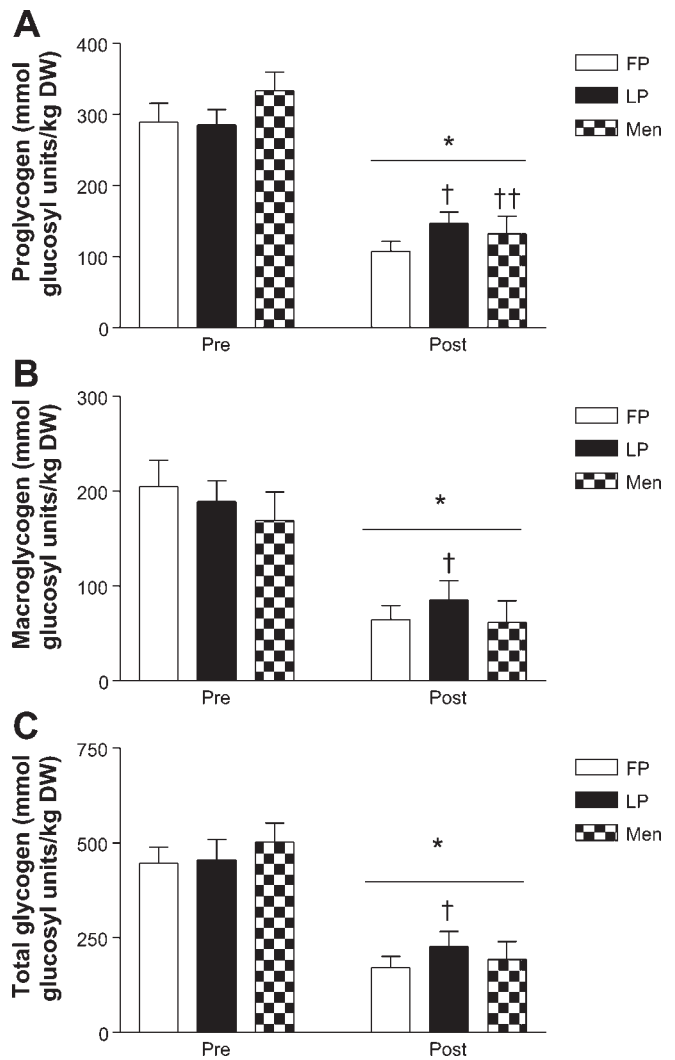 A
Proglycogen (mmol
glucosyl units/kg DW)
400
300
200
100
0
FP
LP
Men
*
†
††
Pre
Post
B
Macroglycogen (mmol
glucosyl units/kg DW)
300
200
100
0
FP
LP
Men
*
†
Pre
Post
C
Total glycogen (mmol
glucosyl units/kg DW)
750
500
250
0
FP
LP
Men
*
†
Pre
Post